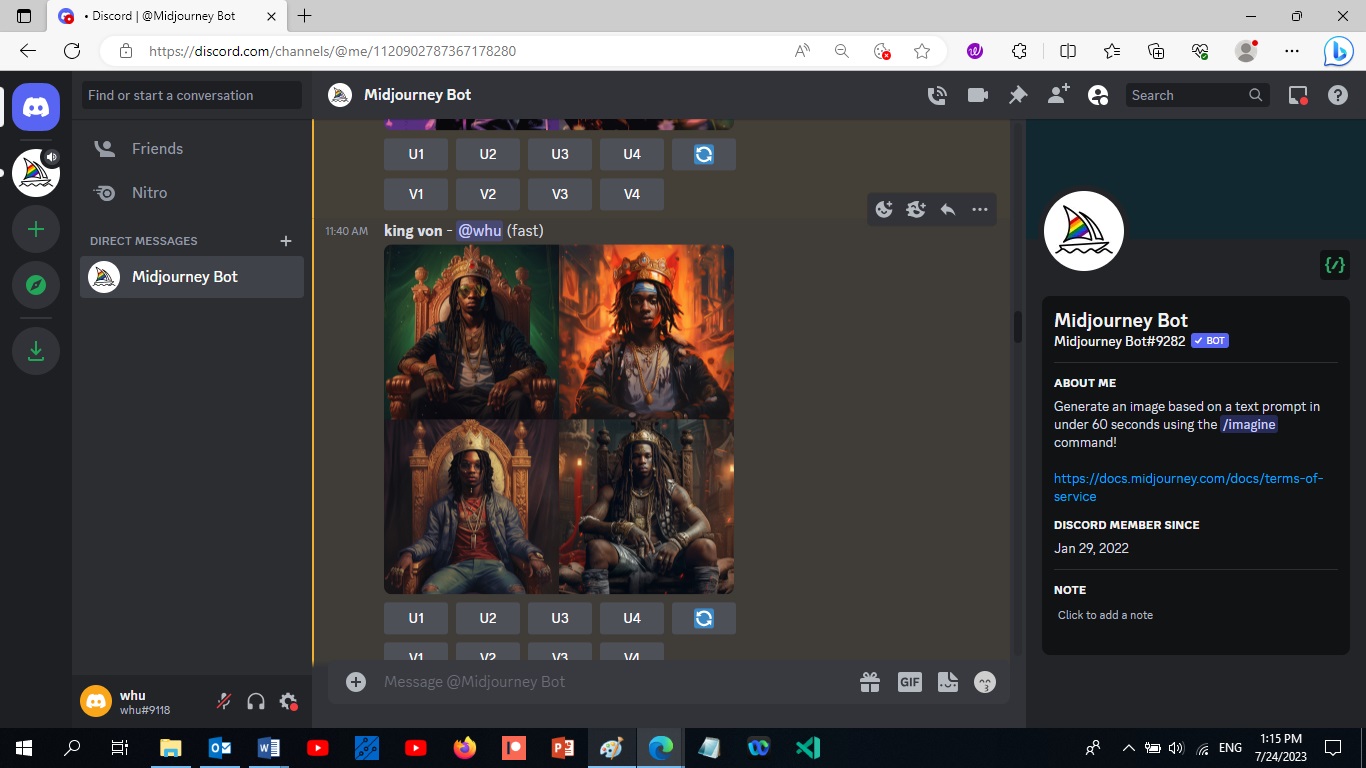 • Discord | @Midjourney Bot
https://discord.com/channels/@me/1120902787367178280
Find or start a conversation
Friends
Nitro
DIRECT MESSAGES
Midjourney Bot
whu
whu#9118
Midjourney Bot
Search
U1 U2 U3 U4
V1 V2 V3 V4
11:40 AM king von - @whu (fast)
U1 U2 U3 U4
V1 V2 V3 V4
Message @Midjourney Bot
GIF
Midjourney Bot
Midjourney Bot#9282 ✓ BOT
ABOUT ME
Generate an image based on a text prompt in
under 60 seconds using the /imagine
command!
https://docs.midjourney.com/docs/terms-of-
service
DISCORD MEMBER SINCE
Jan 29, 2022
NOTE
Click to add a note
ENG
1:15 PM
7/24/2023